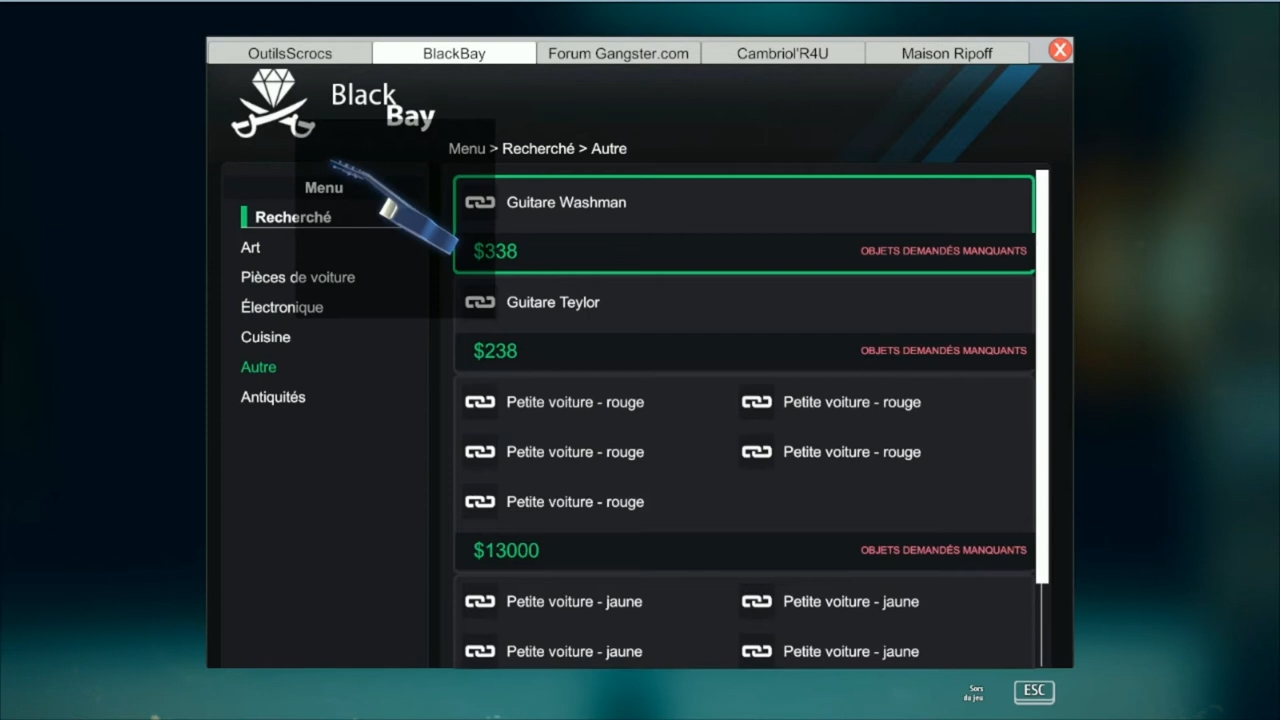 OutilsScrocs BlackBay Forum Gangster.com Cambriol'R4U Maison Ripoff
Black
Bay
Menu > Recherché > Autre
Menu
Recherché
Art
Pièces de voiture
Électronique
Cuisine
Autre
Antiquités
Guitare Washman
$338 OBJETS DEMANDÉS MANQUANTS
Guitare Teylor
$238 OBJETS DEMANDÉS MANQUANTS
Petite voiture - rouge Petite voiture - rouge
Petite voiture - rouge Petite voiture - rouge
Petite voiture - rouge
$13000 OBJETS DEMANDÉS MANQUANTS
Petite voiture - jaune Petite voiture - jaune
Petite voiture - jaune Petite voiture - jaune
Sors
du jeu
ESC